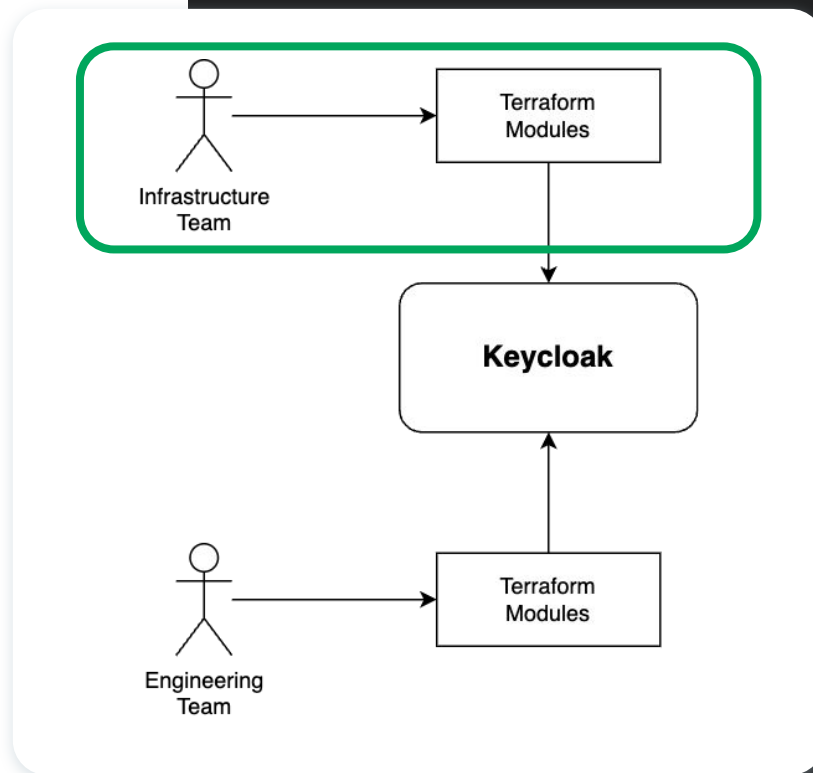 Terraform
Modules
Infrastructure
Team
Keycloak
Terraform
Modules
Engineering
Team